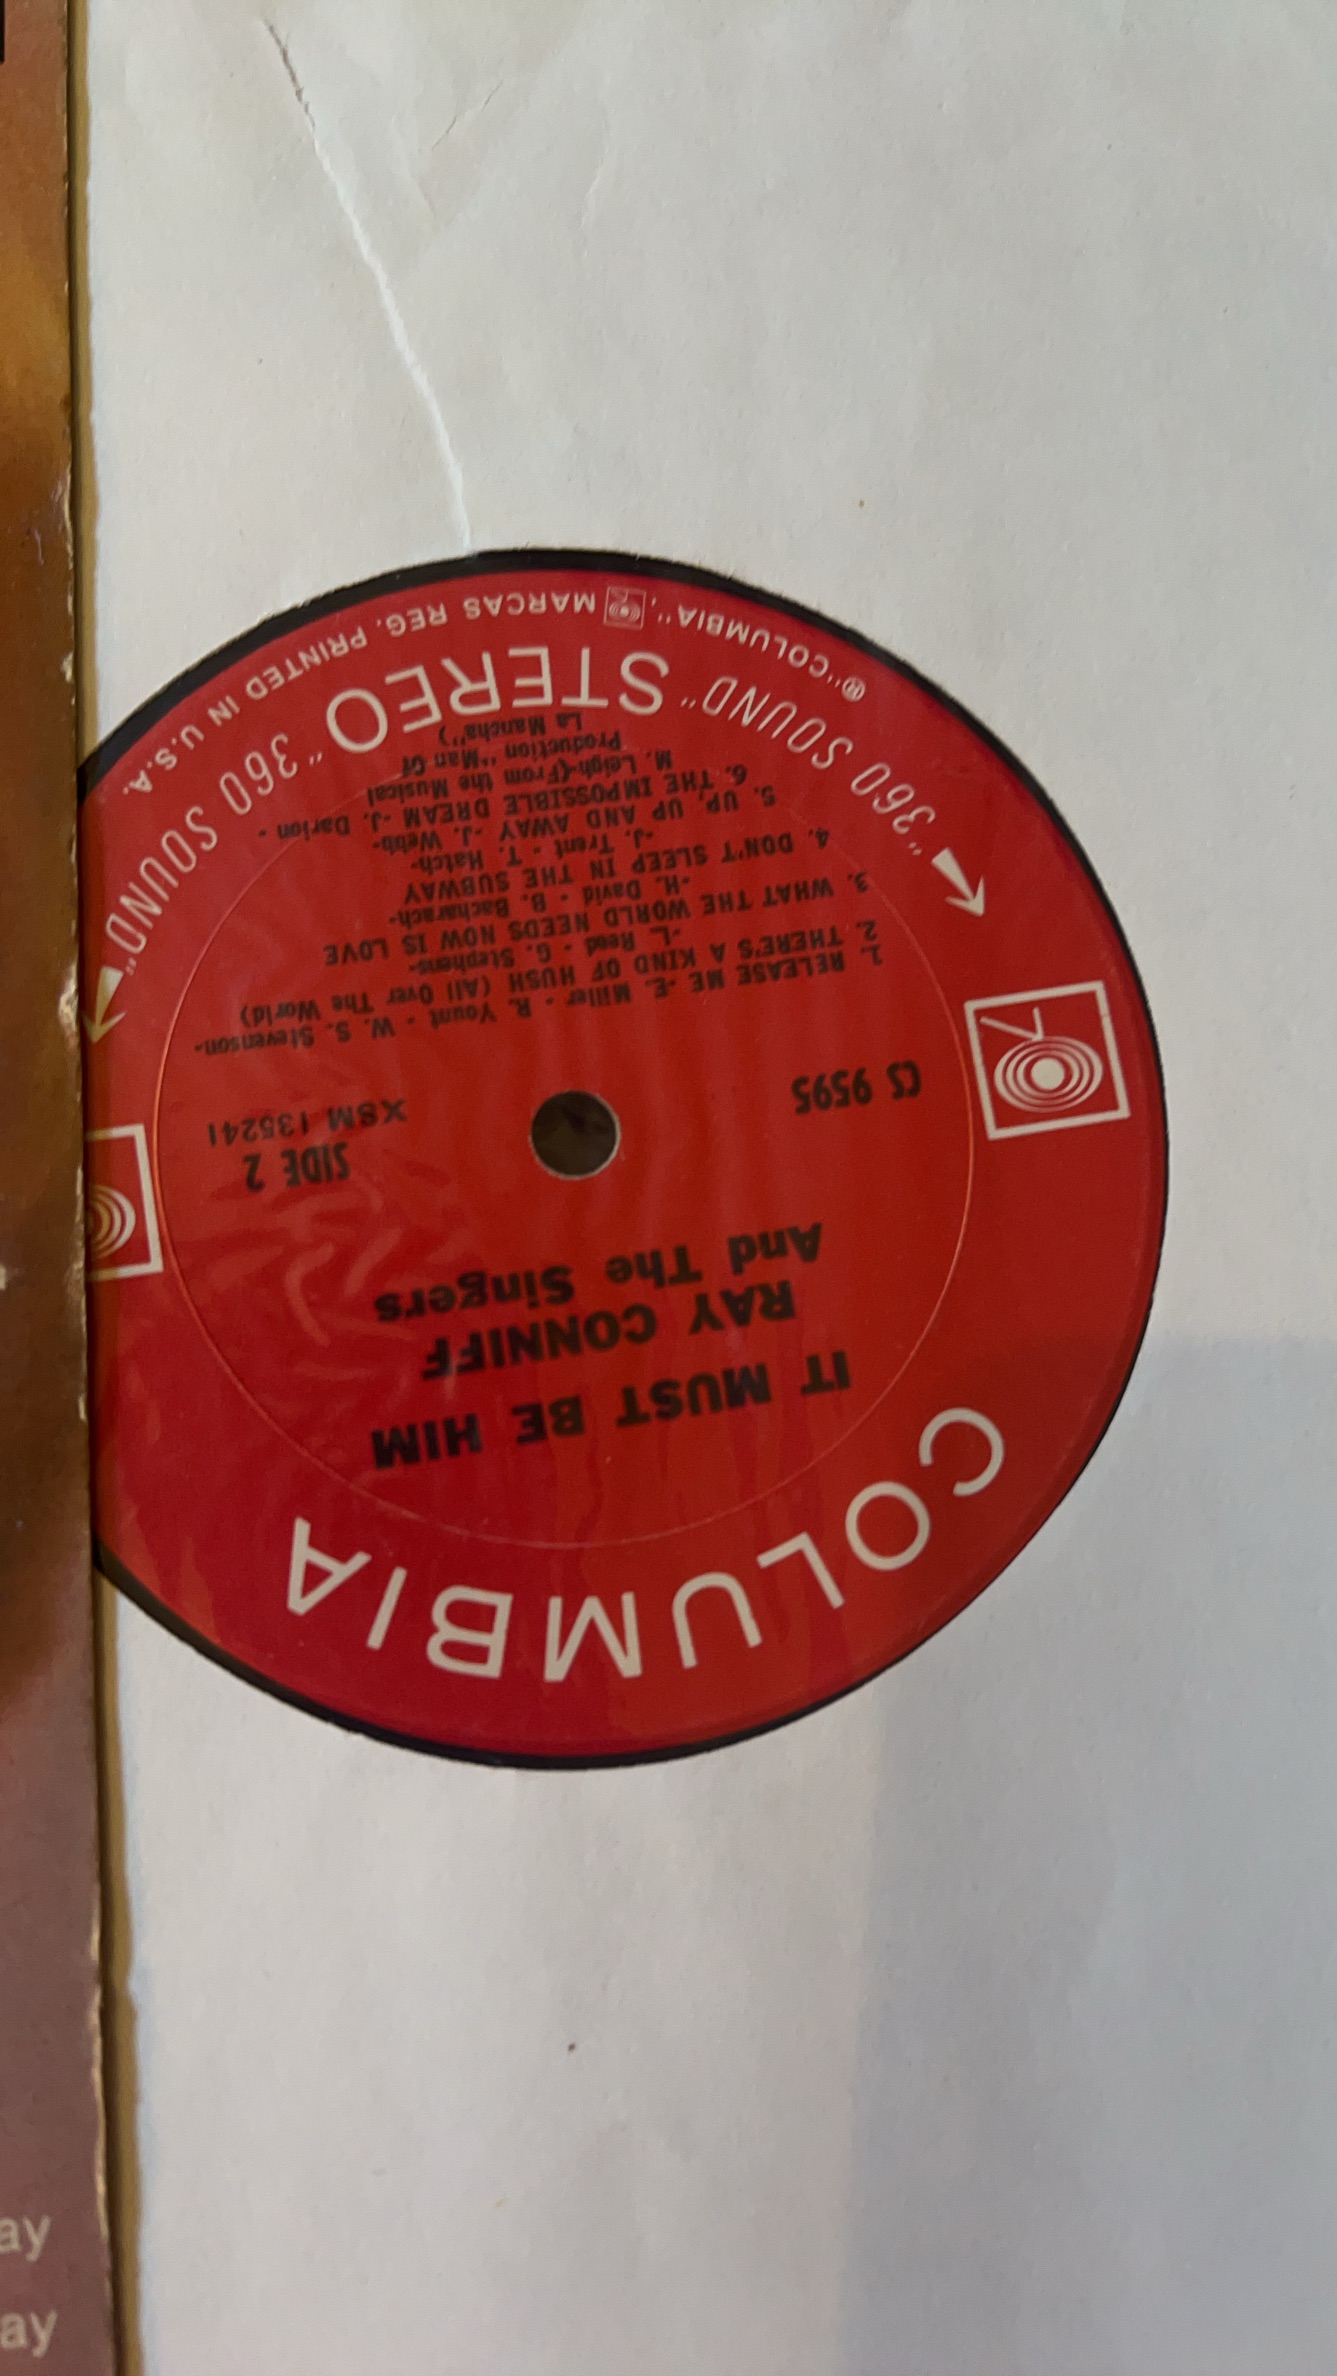 COLUMBIA
IT MUST BE HIM
RAY CONNIFF
And The Singers
SIDE 2
CS 9595
XSM 135241
1. RELEASE ME -E. Miller - R. Yount - W. S. Stevenson-
2. THERE'S A KIND OF HUSH (All Over The World)
-L. Reed - G. Stephens-
3. WHAT THE WORLD NEEDS NOW IS LOVE
-H. David - B. Bacharach-
4. DON'T SLEEP IN THE SUBWAY
-J. Trent - T. Hatch-
5. UP, UP AND AWAY -J. Webb-
6. THE IMPOSSIBLE DREAM -J. Darion -
M. Leigh-(From the Musical
Production "Man Of
La Mancha")
"360 SOUND" STEREO "360 SOUND"
Ⓡ"COLUMBIA", MARCAS REG. PRINTED IN U.S.A.
ay
ay